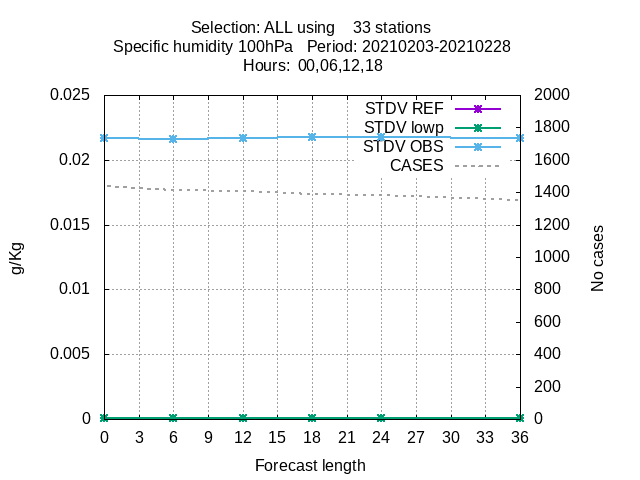 Selection: ALL using    33 stations
Specific humidity 100hPa   Period: 20210203-20210228
Hours:  00,06,12,18
0.025
0.02
0.015
0.01
0.005
0
2000
1800
1600
1400
1200
1000
800
600
400
200
0
STDV REF
STDV lowp
STDV OBS
CASES
g/Kg
No cases
0 3 6 9 12 15 18 21 24 27 30 33 36
Forecast length